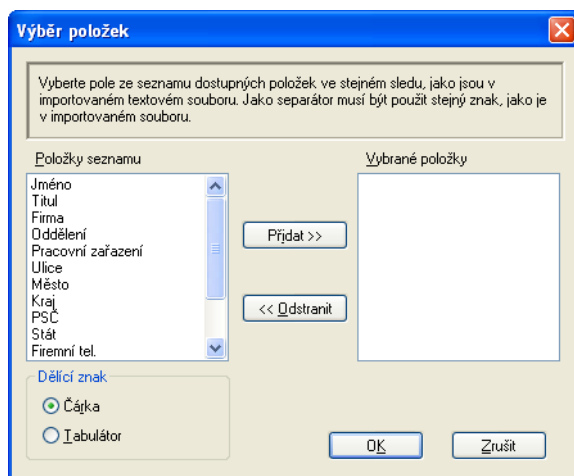 Výběr položek
Vyberte pole ze seznamu dostupných položek ve stejném sledu, jako jsou v
importovaném textovém souboru. Jako separátor musí být použit stejný znak, jako je
v importovaném souboru.
Položky seznamu
Vybrané položky
Jméno
Titul
Firma
Oddělení
Pracovní zařazení
Ulice
Město
Kraj
PSČ
Stát
Firemní tel.
Přidat >>
<< Odstranit
Dělící znak
Čárka
Tabulátor
OK
Zrušit